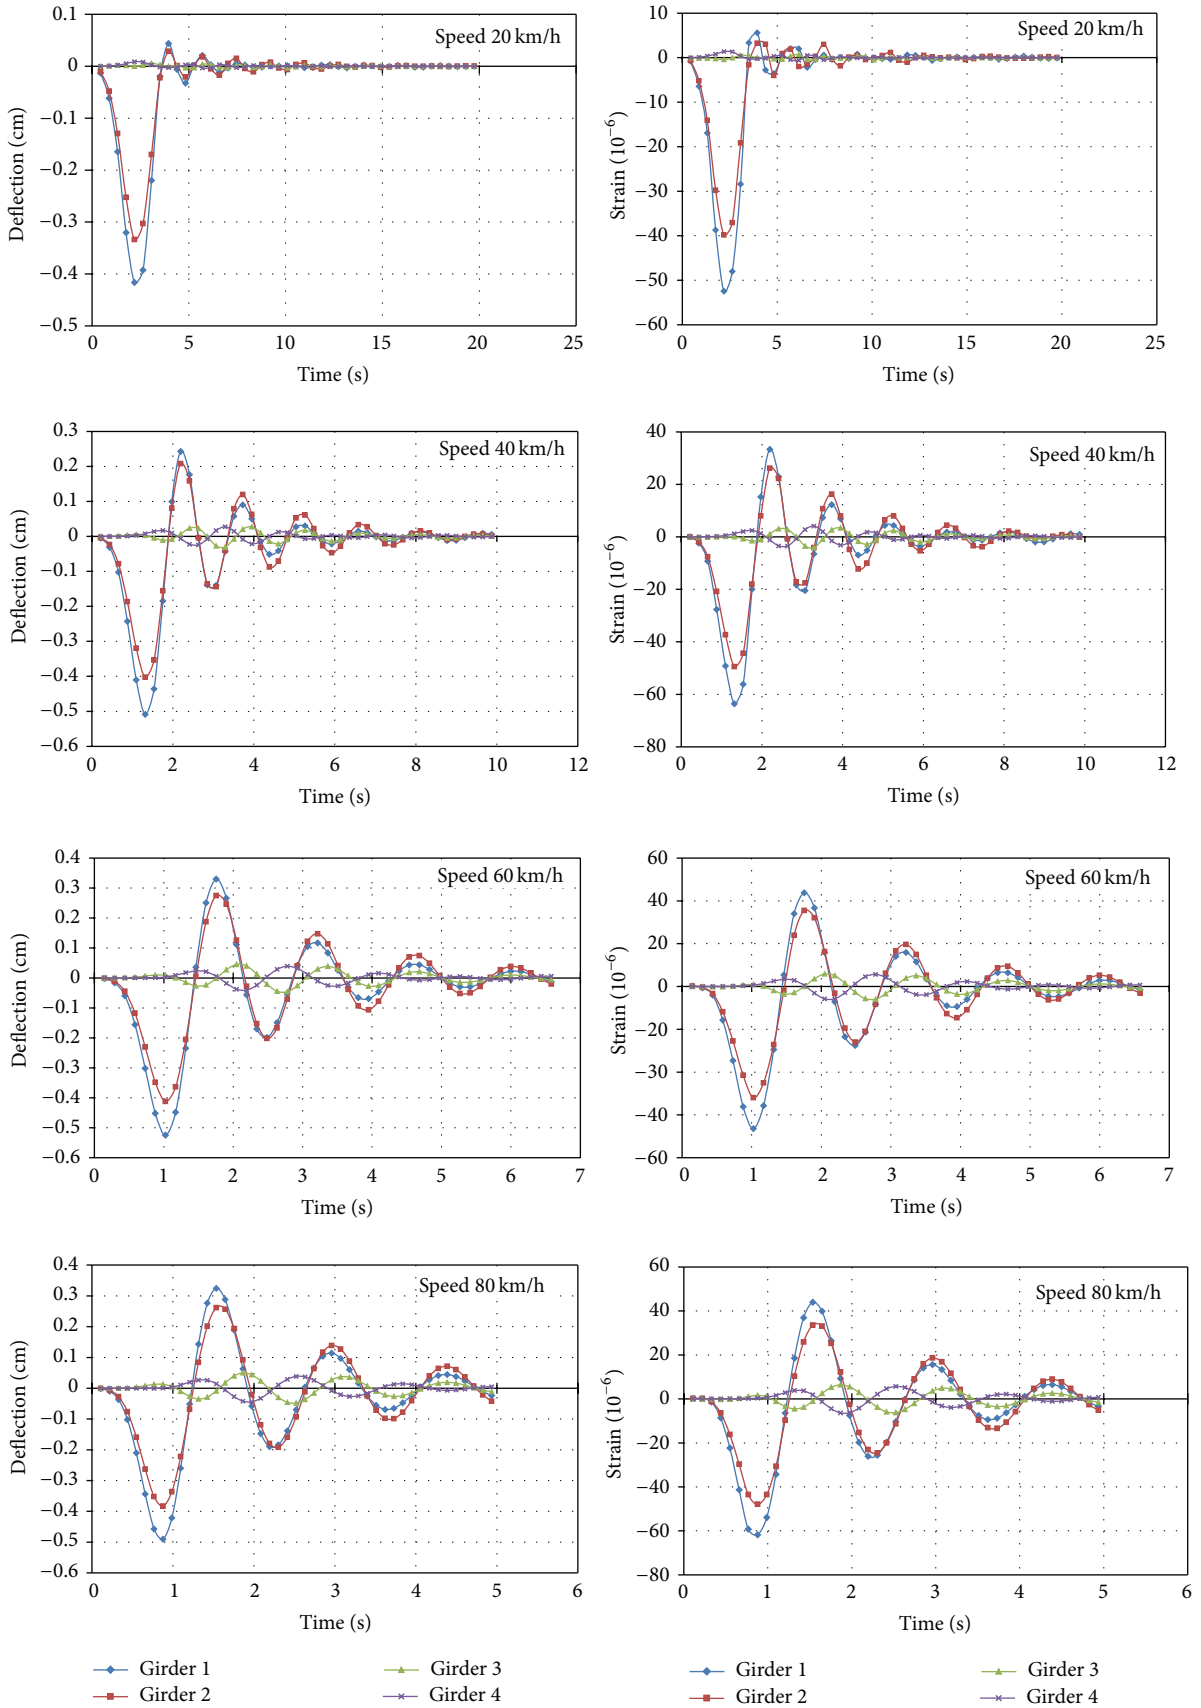 Speed 20 km/h
Deflection (cm)
0.1
0
−0.1
−0.2
−0.3
−0.4
−0.5
0 5 10 15 20 25
Time (s)
Speed 20 km/h
Strain (10⁻⁶)
10
0
−10
−20
−30
−40
−50
−60
0 5 10 15 20 25
Time (s)
Speed 40 km/h
Deflection (cm)
0.3
0.2
0.1
0
−0.1
−0.2
−0.3
−0.4
−0.5
−0.6
0 2 4 6 8 10 12
Time (s)
Speed 40 km/h
Strain (10⁻⁶)
40
20
0
−20
−40
−60
−80
0 2 4 6 8 10 12
Time (s)
Speed 60 km/h
Deflection (cm)
0.4
0.3
0.2
0.1
0
−0.1
−0.2
−0.3
−0.4
−0.5
−0.6
0 1 2 3 4 5 6 7
Time (s)
Speed 60 km/h
Strain (10⁻⁶)
60
40
20
0
−20
−40
−60
0 1 2 3 4 5 6 7
Time (s)
Speed 80 km/h
Deflection (cm)
0.4
0.3
0.2
0.1
0
−0.1
−0.2
−0.3
−0.4
−0.5
−0.6
0 1 2 3 4 5 6
Time (s)
Speed 80 km/h
Strain (10⁻⁶)
60
40
20
0
−20
−40
−60
−80
0 1 2 3 4 5 6
Time (s)
Girder 1 Girder 3
Girder 2 Girder 4
Girder 1 Girder 3
Girder 2 Girder 4